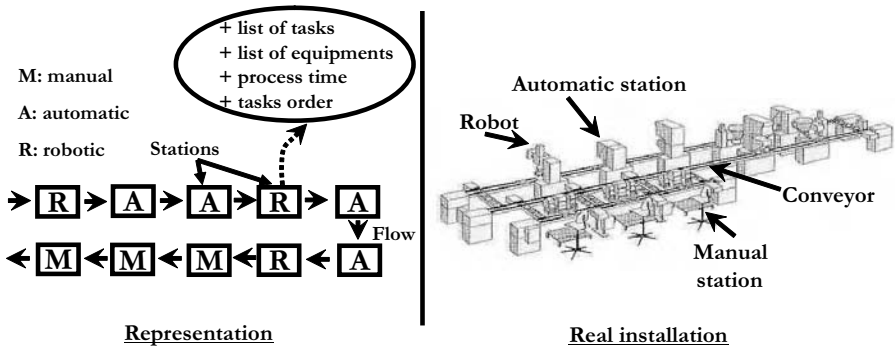 + list of tasks
+ list of equipments
+ process time
+ tasks order
M: manual
A: automatic
R: robotic
Stations
R A A R A
Flow
M M M R A
Representation
Automatic station
Robot
Conveyor
Manual
station
Real installation